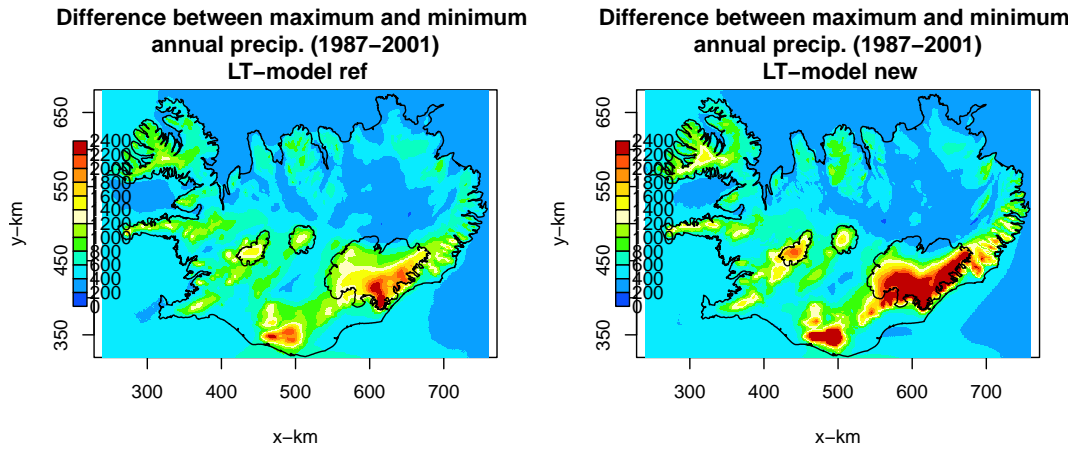 Difference between maximum and minimum
annual precip. (1987−2001)
LT−model ref
y−km
350 450 550 650
0
200
400
600
800
1000
1200
1400
1600
1800
2000
2200
2400
300 400 500 600 700
x−km
Difference between maximum and minimum
annual precip. (1987−2001)
LT−model new
y−km
350 450 550 650
0
200
400
600
800
1000
1200
1400
1600
1800
2000
2200
2400
300 400 500 600 700
x−km